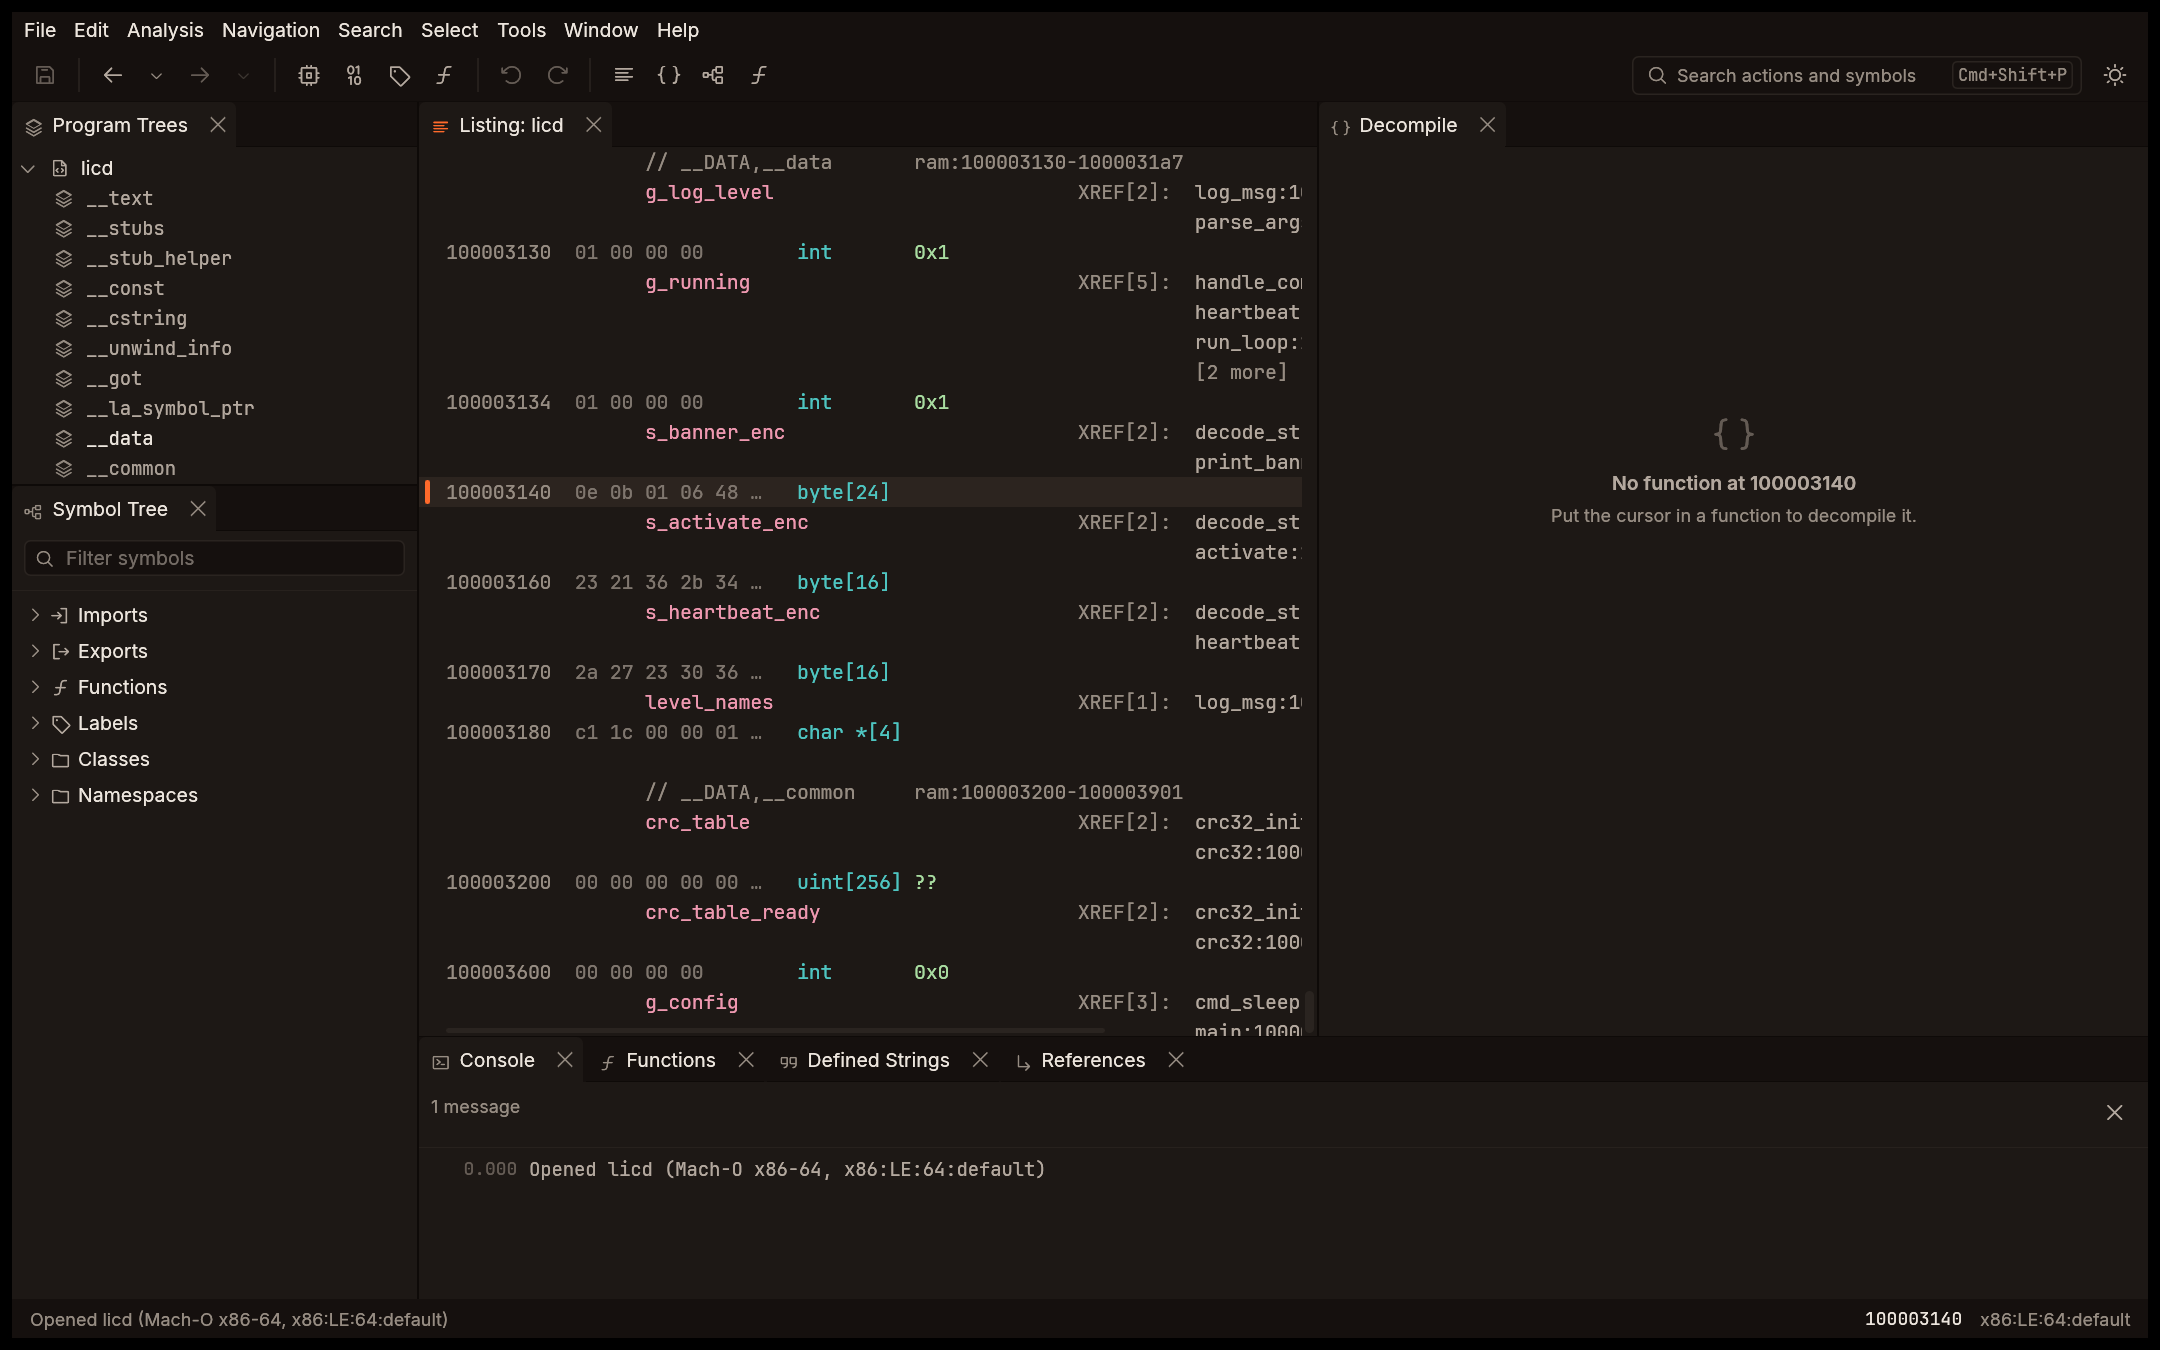 File Edit Analysis Navigation Search Select Tools Window Help
Search actions and symbols Cmd+Shift+P
Program Trees
licd
__text
__stubs
__stub_helper
__const
__cstring
__unwind_info
__got
__la_symbol_ptr
__data
__common
Symbol Tree
Filter symbols
Imports
Exports
Functions
Labels
Classes
Namespaces
Listing: licd
// __DATA,__data ram:100003130-1000031a7
g_log_level XREF[2]: log_msg:1
parse_arg
100003130 01 00 00 00 int 0x1
g_running XREF[5]: handle_co
heartbeat
run_loop:
[2 more]
100003134 01 00 00 00 int 0x1
s_banner_enc XREF[2]: decode_st
print_ban
100003140 0e 0b 01 06 48 … byte[24]
s_activate_enc XREF[2]: decode_st
activate:
100003160 23 21 36 2b 34 … byte[16]
s_heartbeat_enc XREF[2]: decode_st
heartbeat
100003170 2a 27 23 30 36 … byte[16]
level_names XREF[1]: log_msg:1
100003180 c1 1c 00 00 01 … char *[4]
// __DATA,__common ram:100003200-100003901
crc_table XREF[2]: crc32_ini
crc32:100
100003200 00 00 00 00 00 … uint[256] ??
crc_table_ready XREF[2]: crc32_ini
crc32:100
100003600 00 00 00 00 int 0x0
g_config XREF[3]: cmd_sleep
main:1000
Decompile
{ }
No function at 100003140
Put the cursor in a function to decompile it.
Console Functions Defined Strings References
1 message
0.000 Opened licd (Mach-O x86-64, x86:LE:64:default)
Opened licd (Mach-O x86-64, x86:LE:64:default) 100003140 x86:LE:64:default